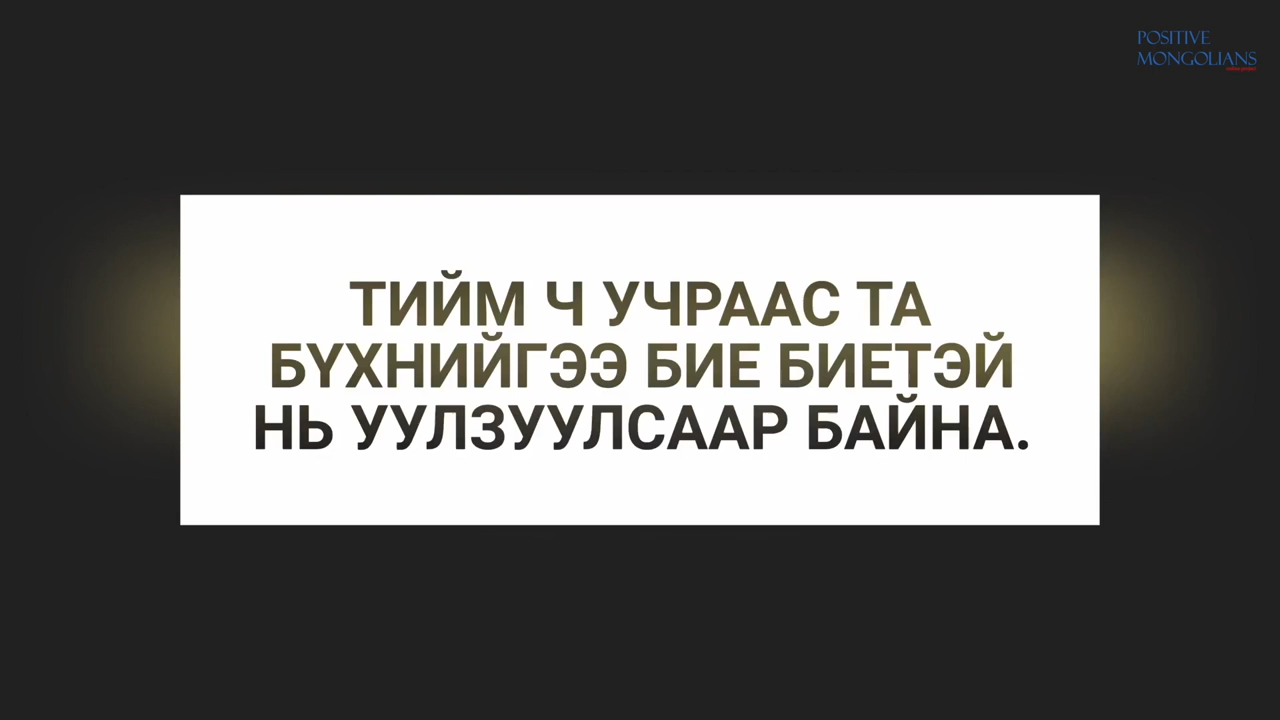 POSITIVE
MONGOLIANS
ТИЙМ Ч УЧРААС ТА
БҮХНИЙГЭЭ БИЕ БИЕТЭЙ
НЬ УУЛЗУУЛСААР БАЙНА.